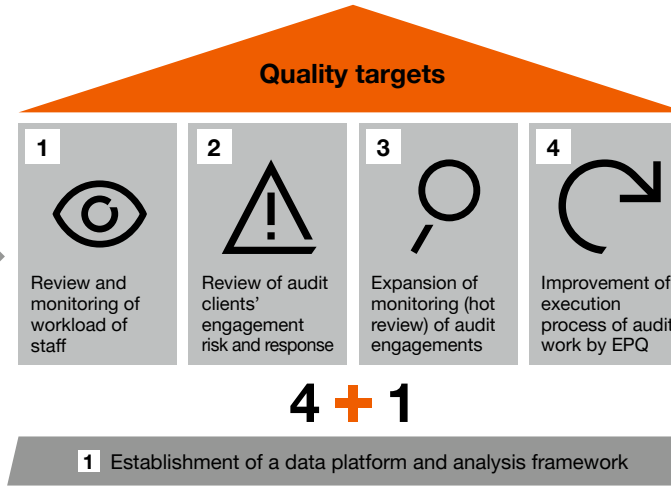 Quality targets
1
Review and
monitoring of
workload of
staff
2
Review of audit
clients'
engagement
risk and response
3
Expansion of
monitoring (hot
review) of audit
engagements
4
Improvement of
execution
process of audit
work by EPQ
4 + 1
1 Establishment of a data platform and analysis framework